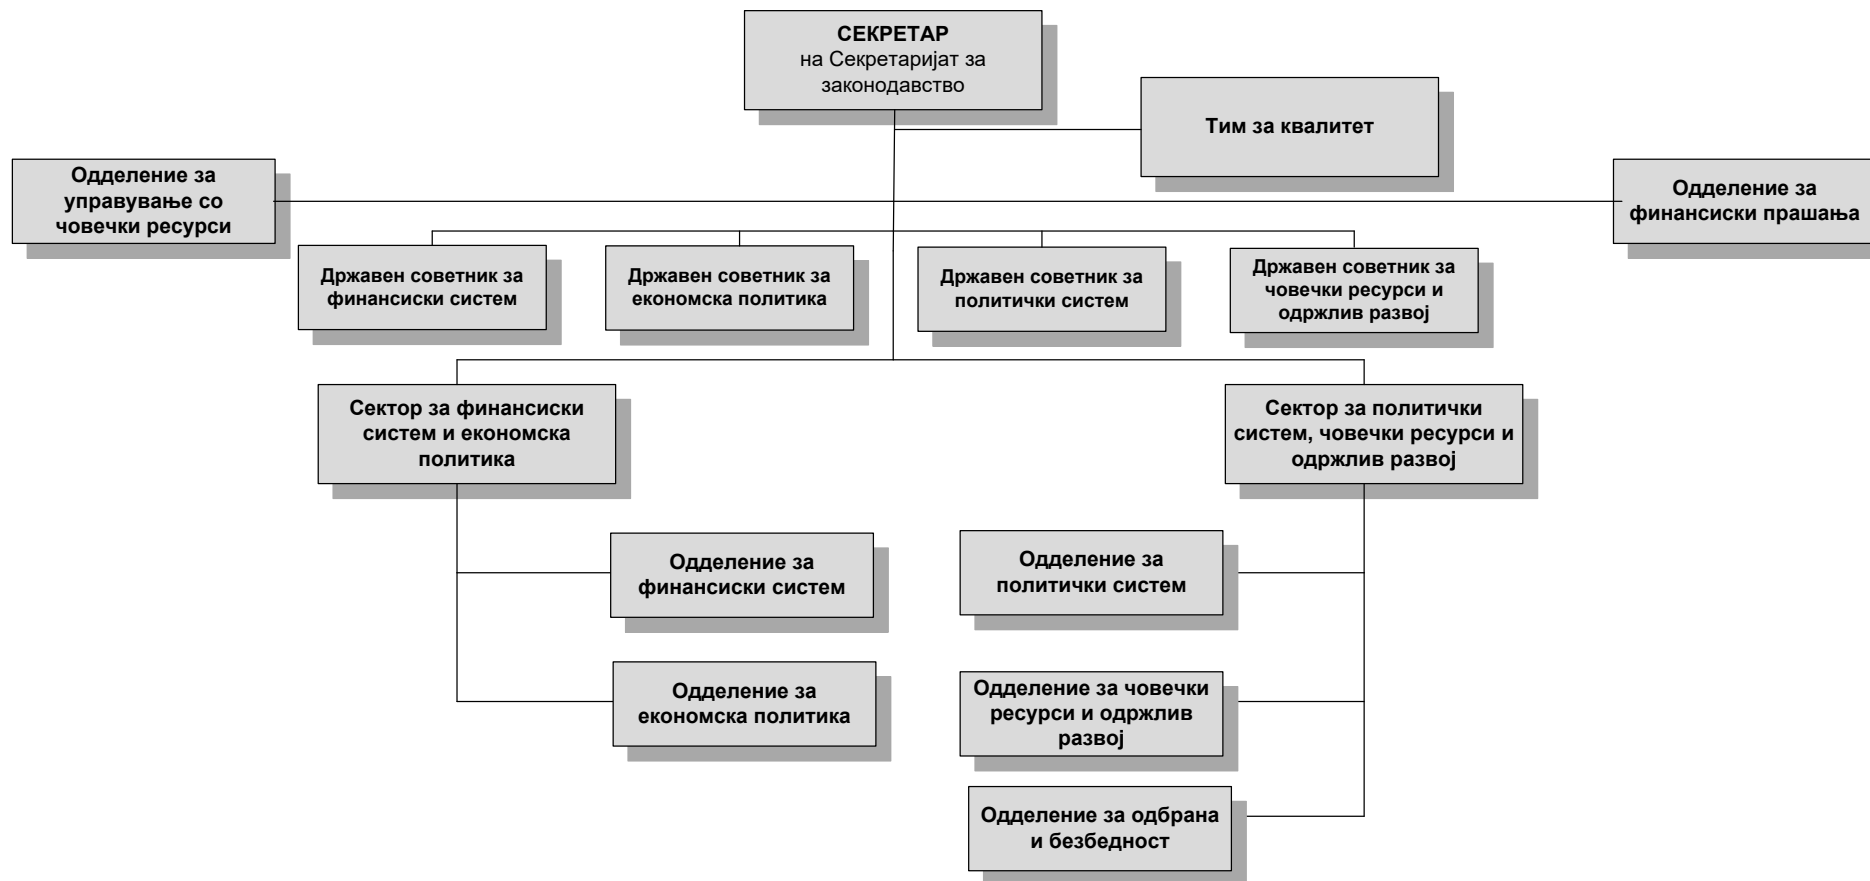 СЕКРЕТАР
на Секретаријат за
законодавство
Тим за квалитет
Одделение за
управување со
човечки ресурси
Одделение за
финансиски прашања
Државен советник за
финансиски систем
Државен советник за
економска политика
Државен советник за
политички систем
Државен советник за
човечки ресурси и
одржлив развој
Сектор за финансиски
систем и економска
политика
Сектор за политички
систем, човечки ресурси и
одржлив развој
Одделение за
финансиски систем
Одделение за
политички систем
Одделение за
економска политика
Одделение за човечки
ресурси и одржлив
развој
Одделение за одбрана
и безбедност